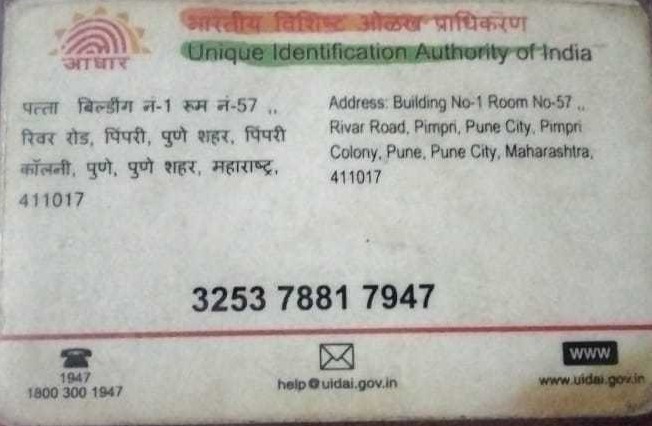 आधार
भारतीय विशिष्ट ओळख प्राधिकरण
Unique Identification Authority of India
पत्ता बिल्डींग नं-1 रूम नं-57 ,,
रिवर रोड, पिंपरी, पुणे शहर, पिंपरी
कॉलनी, पुणे, पुणे शहर, महाराष्ट्र,
411017
Address: Building No-1 Room No-57 ,,
Rivar Road, Pimpri, Pune City, Pimpri
Colony, Pune, Pune City, Maharashtra,
411017
3253 7881 7947
1947
1800 300 1947
help@uidai.gov.in
WWW
www.uidai.gov.in